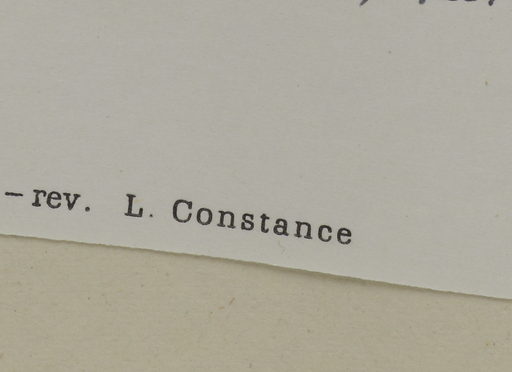 – rev. L. Constance